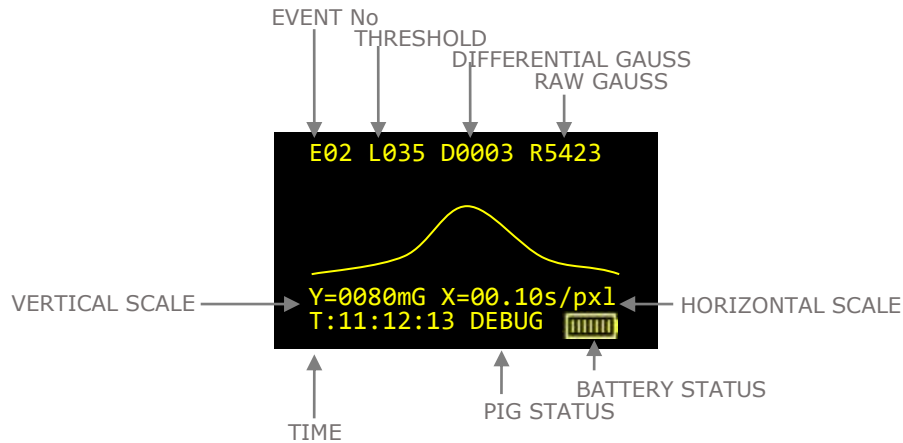 EVENT No
THRESHOLD
DIFFERENTIAL GAUSS
RAW GAUSS
E02 L035 D0003 R5423
VERTICAL SCALE
Y=0080mG X=00.10s/pxl
HORIZONTAL SCALE
T:11:12:13 DEBUG
BATTERY STATUS
PIG STATUS
TIME